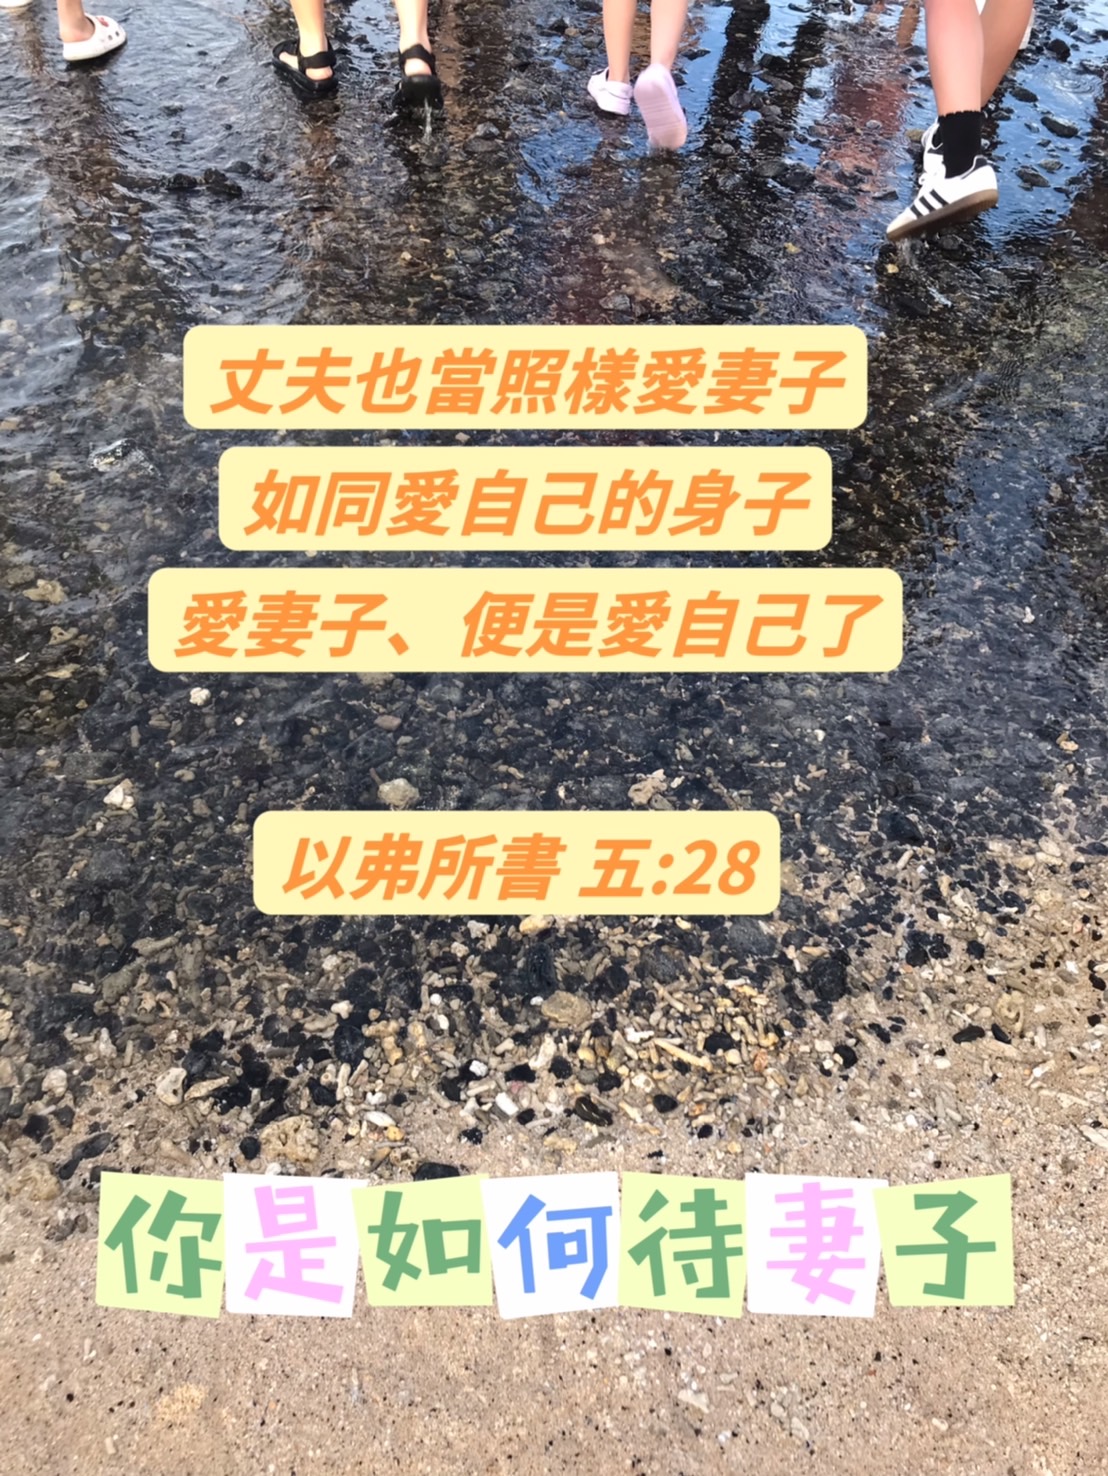 丈夫也當照樣愛妻子
如同愛自己的身子
愛妻子、便是愛自己了
以弗所書 五:28
你是如何待妻子